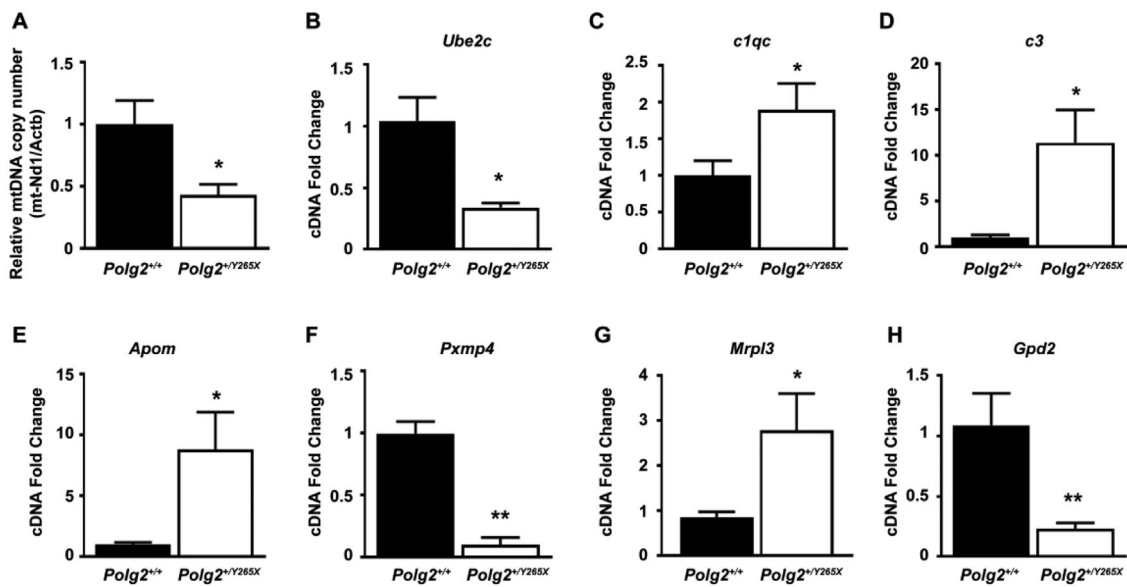 A
Relative mtDNA copy number
(mt-Nd1/Actb)
1.5
1
0.5
0
*
Polg2+/+ Polg2+/Y265X
B
Ube2c
cDNA Fold Change
1.5
1
0.5
0
*
Polg2+/+ Polg2+/Y265X
C
c1qc
cDNA Fold Change
2.5
2
1.5
1
0.5
0
*
Polg2+/+ Polg2+/Y265X
D
c3
cDNA Fold Change
20
15
10
5
0
*
Polg2+/+ Polg2+/Y265X
E
Apom
cDNA Fold Change
15
10
5
0
*
Polg2+/+ Polg2+/Y265X
F
Pxmp4
cDNA Fold Change
1.5
1
0.5
0
**
Polg2+/+ Polg2+/Y265X
G
Mrpl3
cDNA Fold Change
4
3
2
1
0
*
Polg2+/+ Polg2+/Y265X
H
Gpd2
cDNA Fold Change
1.5
1
0.5
0
**
Polg2+/+ Polg2+/Y265X